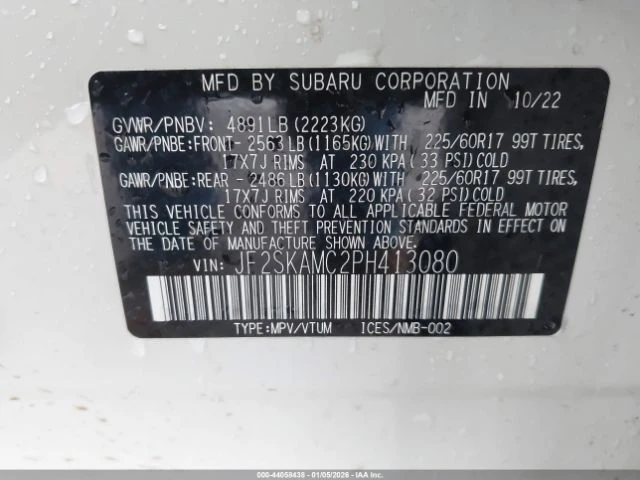 MFD BY SUBARU CORPORATION
MFD IN 10/22
GVWR/PNBV: 4891LB (2223KG)
GAWR/PNBE:FRONT- 2563 LB (1165KG)WITH 225/60R17 99T TIRES,
17X7J RIMS AT 230 KPA (33 PSI)COLD
GAWR/PNBE:REAR - 2486 LB (1130KG)WITH 225/60R17 99T TIRES,
17X7J RIMS AT 220 KPA (32 PSI)COLD
THIS VEHICLE CONFORMS TO ALL APPLICABLE FEDERAL MOTOR
VEHICLE SAFETY AND THEFT PREVENTION STANDARDS IN EFFECT
ON THE DATE OF MANUFACTURE SHOWN ABOVE.
VIN: JF2SKAMC2PH413080
TYPE:MPV/VTUM ICES/NMB-002
000-44058438 - 01/05/2026 - IAA Inc.